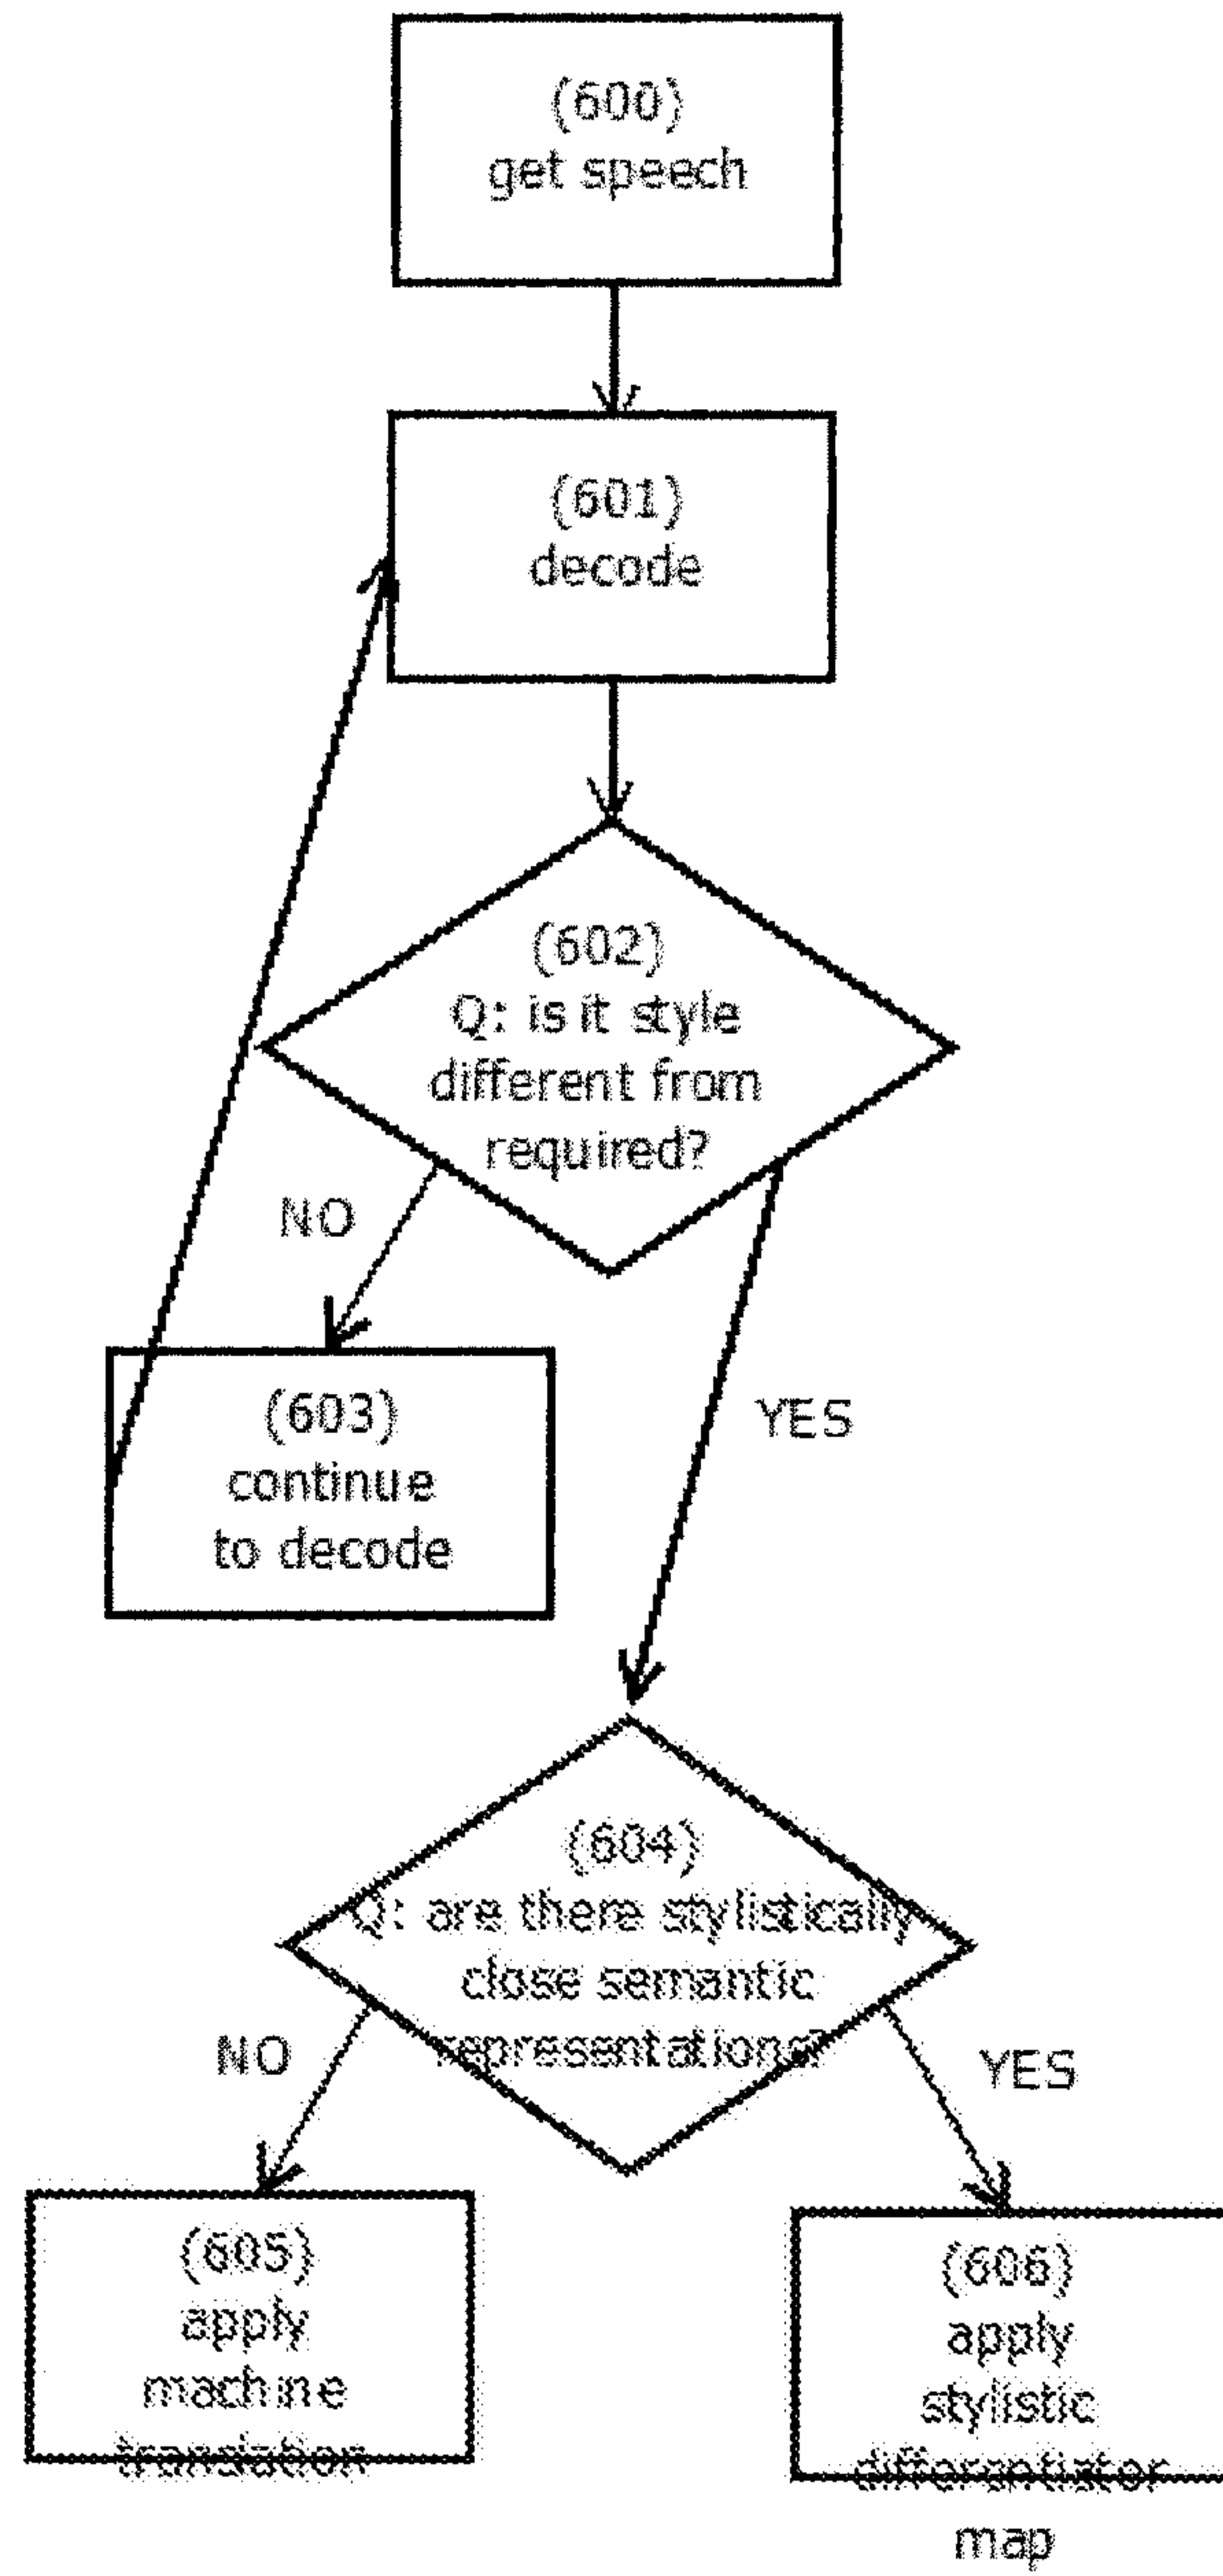 (600)
get speech
(601)
decode
(602)
Q: is it style
different from
required?
NO
(603)
continue
to decode
YES
(604)
Q: are there stylistically
close semantic
representations?
NO
YES
(605)
apply
machine
translation
(606)
apply
stylistic
differentiator
map